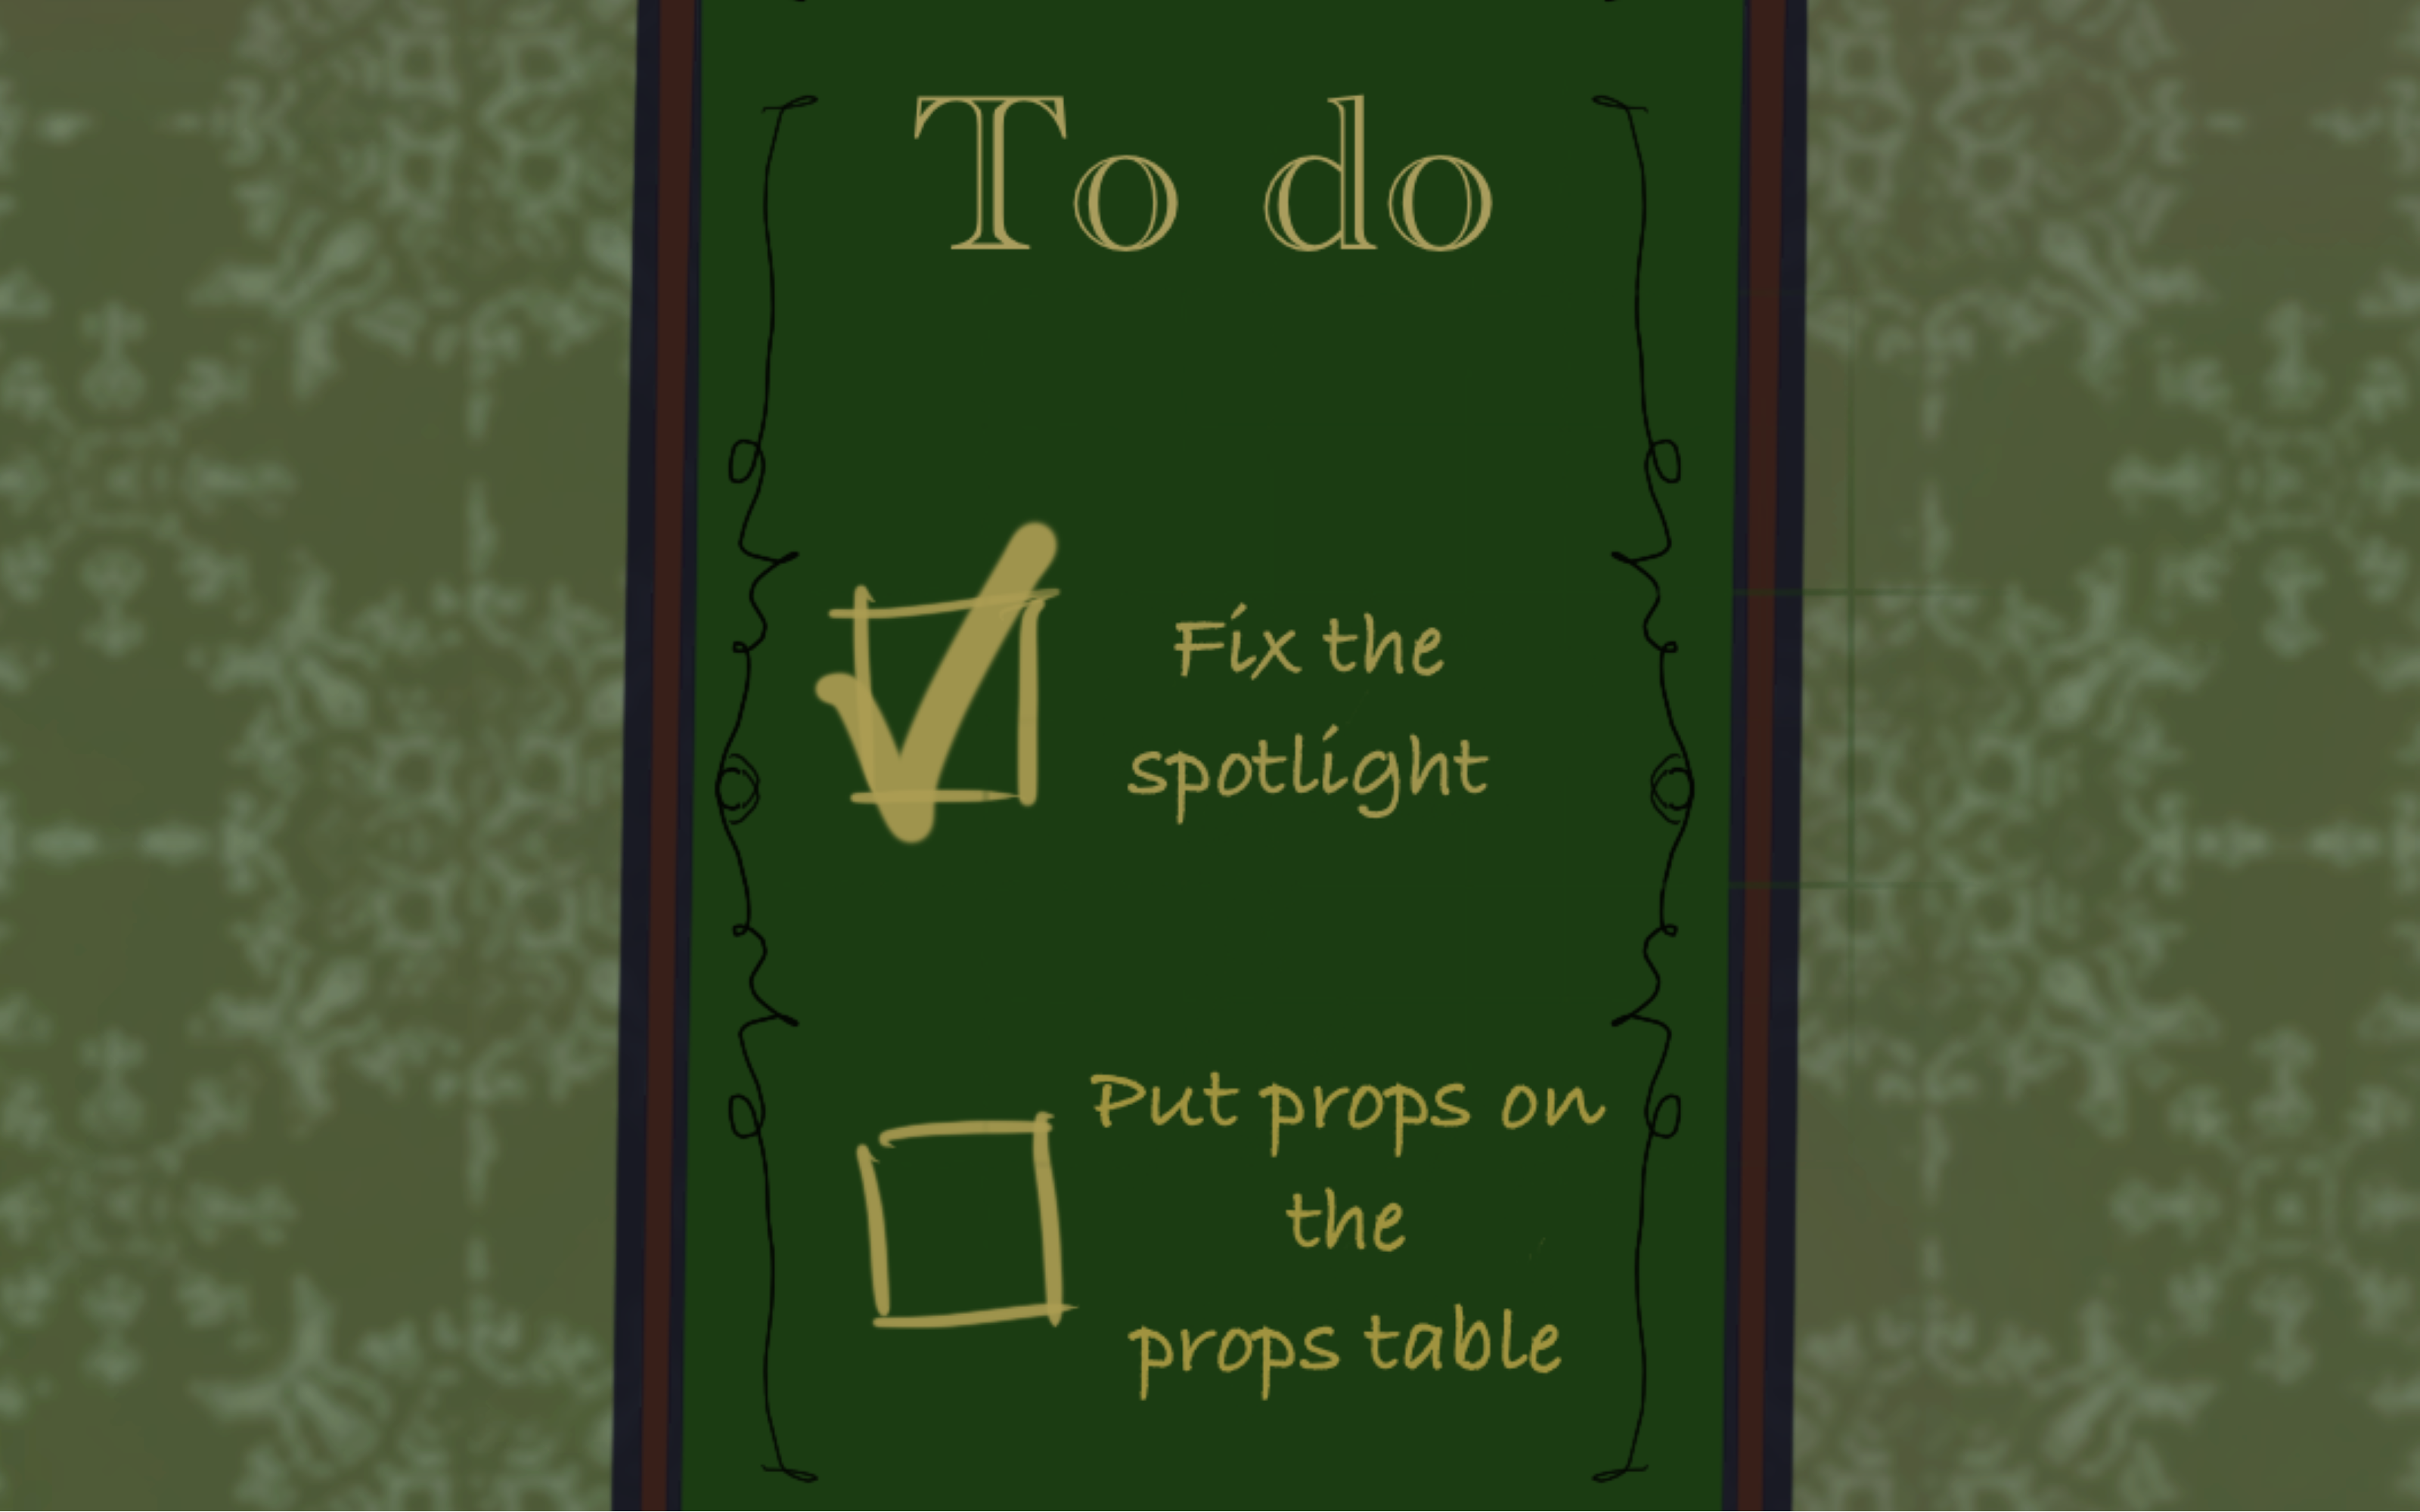 To do
Fix the
spotlight
Put props on
the
props table